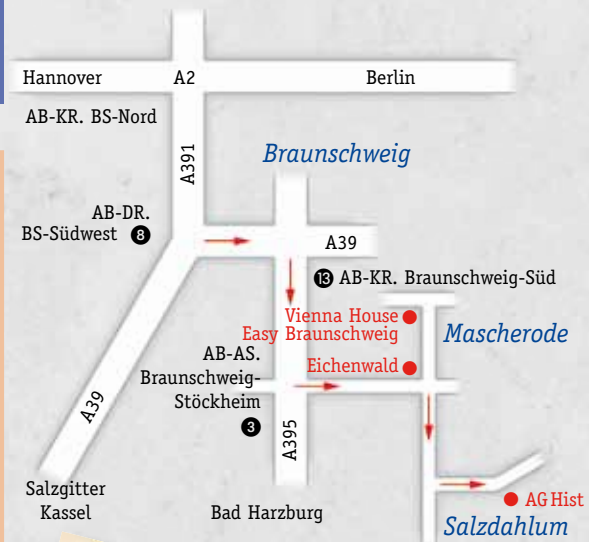 Hannover
A2
Berlin
AB-KR. BS-Nord
A391
Braunschweig
AB-DR.
BS-Südwest 8
A39
13 AB-KR. Braunschweig-Süd
Vienna House
Easy Braunschweig
Mascherode
AB-AS.
Braunschweig-
Stöckheim
3
Eichenwald
A39
A395
Salzgitter
Kassel
Bad Harzburg
AG Hist
Salzdahlum